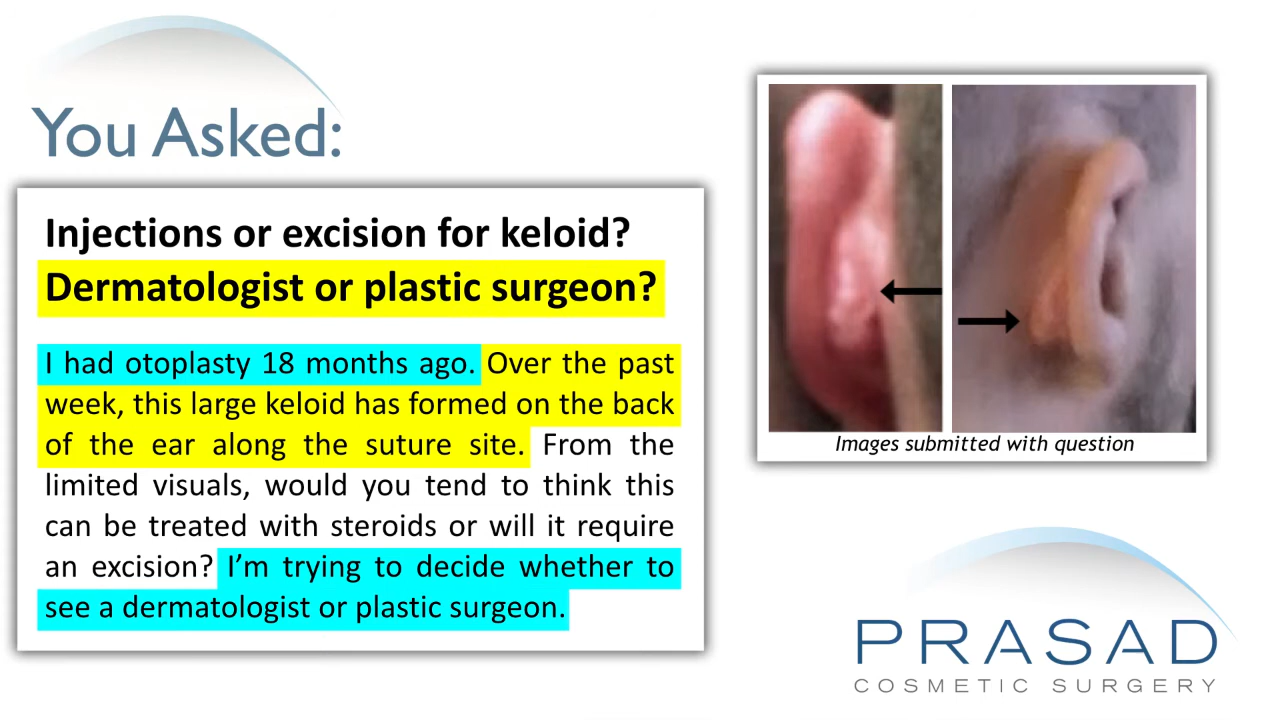 You Asked:
Injections or excision for keloid?
Dermatologist or plastic surgeon?
I had otoplasty 18 months ago. Over the past
week, this large keloid has formed on the back
of the ear along the suture site. From the
limited visuals, would you tend to think this
can be treated with steroids or will it require
an excision? I’m trying to decide whether to
see a dermatologist or plastic surgeon.
Images submitted with question
PRASAD
COSMETIC SURGERY